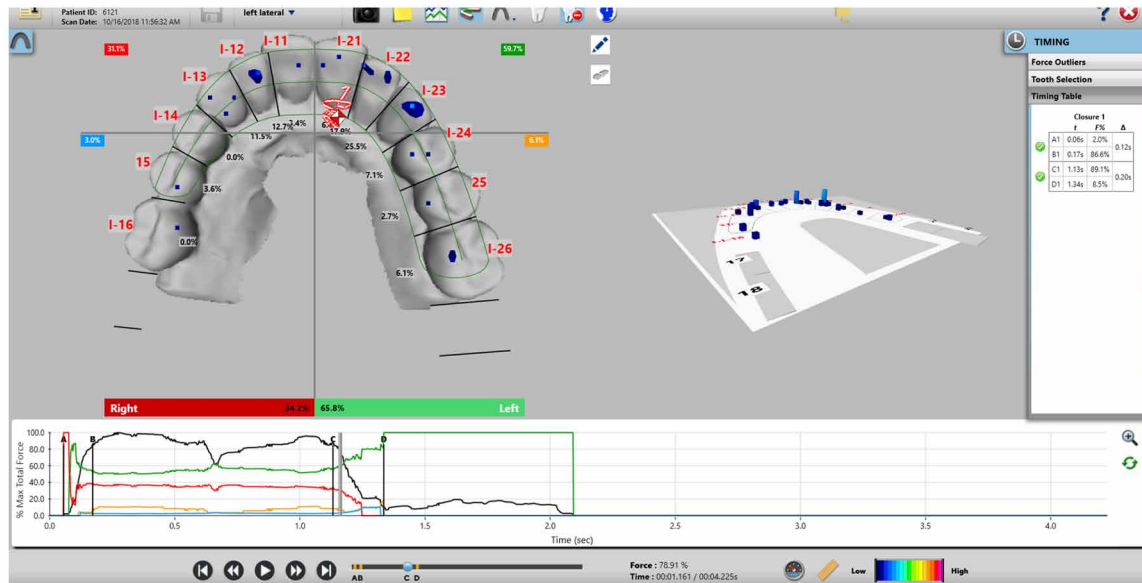 Patient ID: 6121
Scan Date: 10/16/2018 11:56:32 AM
left lateral
?
31.1%
59.7%
3.0%
6.1%
I-11
I-21
I-12
I-22
I-13
I-23
I-14
I-24
15
25
I-16
I-26
12.7%
11.5%
17.9%
25.5%
0.0%
7.1%
3.6%
2.7%
0.0%
6.1%
Right
34.2%
65.8%
Left
17
18
TIMING
Force Outliers
Tooth Selection
Timing Table
Closure 1
t F% Δ
A1 0.06s 2.0% 0.12s
B1 0.17s 86.6%
C1 1.13s 89.1% 0.20s
D1 1.34s 8.5%
% Max Total Force
100.0
80.0
60.0
40.0
20.0
0.0
A B C D
0.0 0.5 1.0 1.5 2.0 2.5 3.0 3.5 4.0
Time (sec)
AB C D
Force : 78.91 %
Time : 00:01.161 / 00:04.225s
Low
High